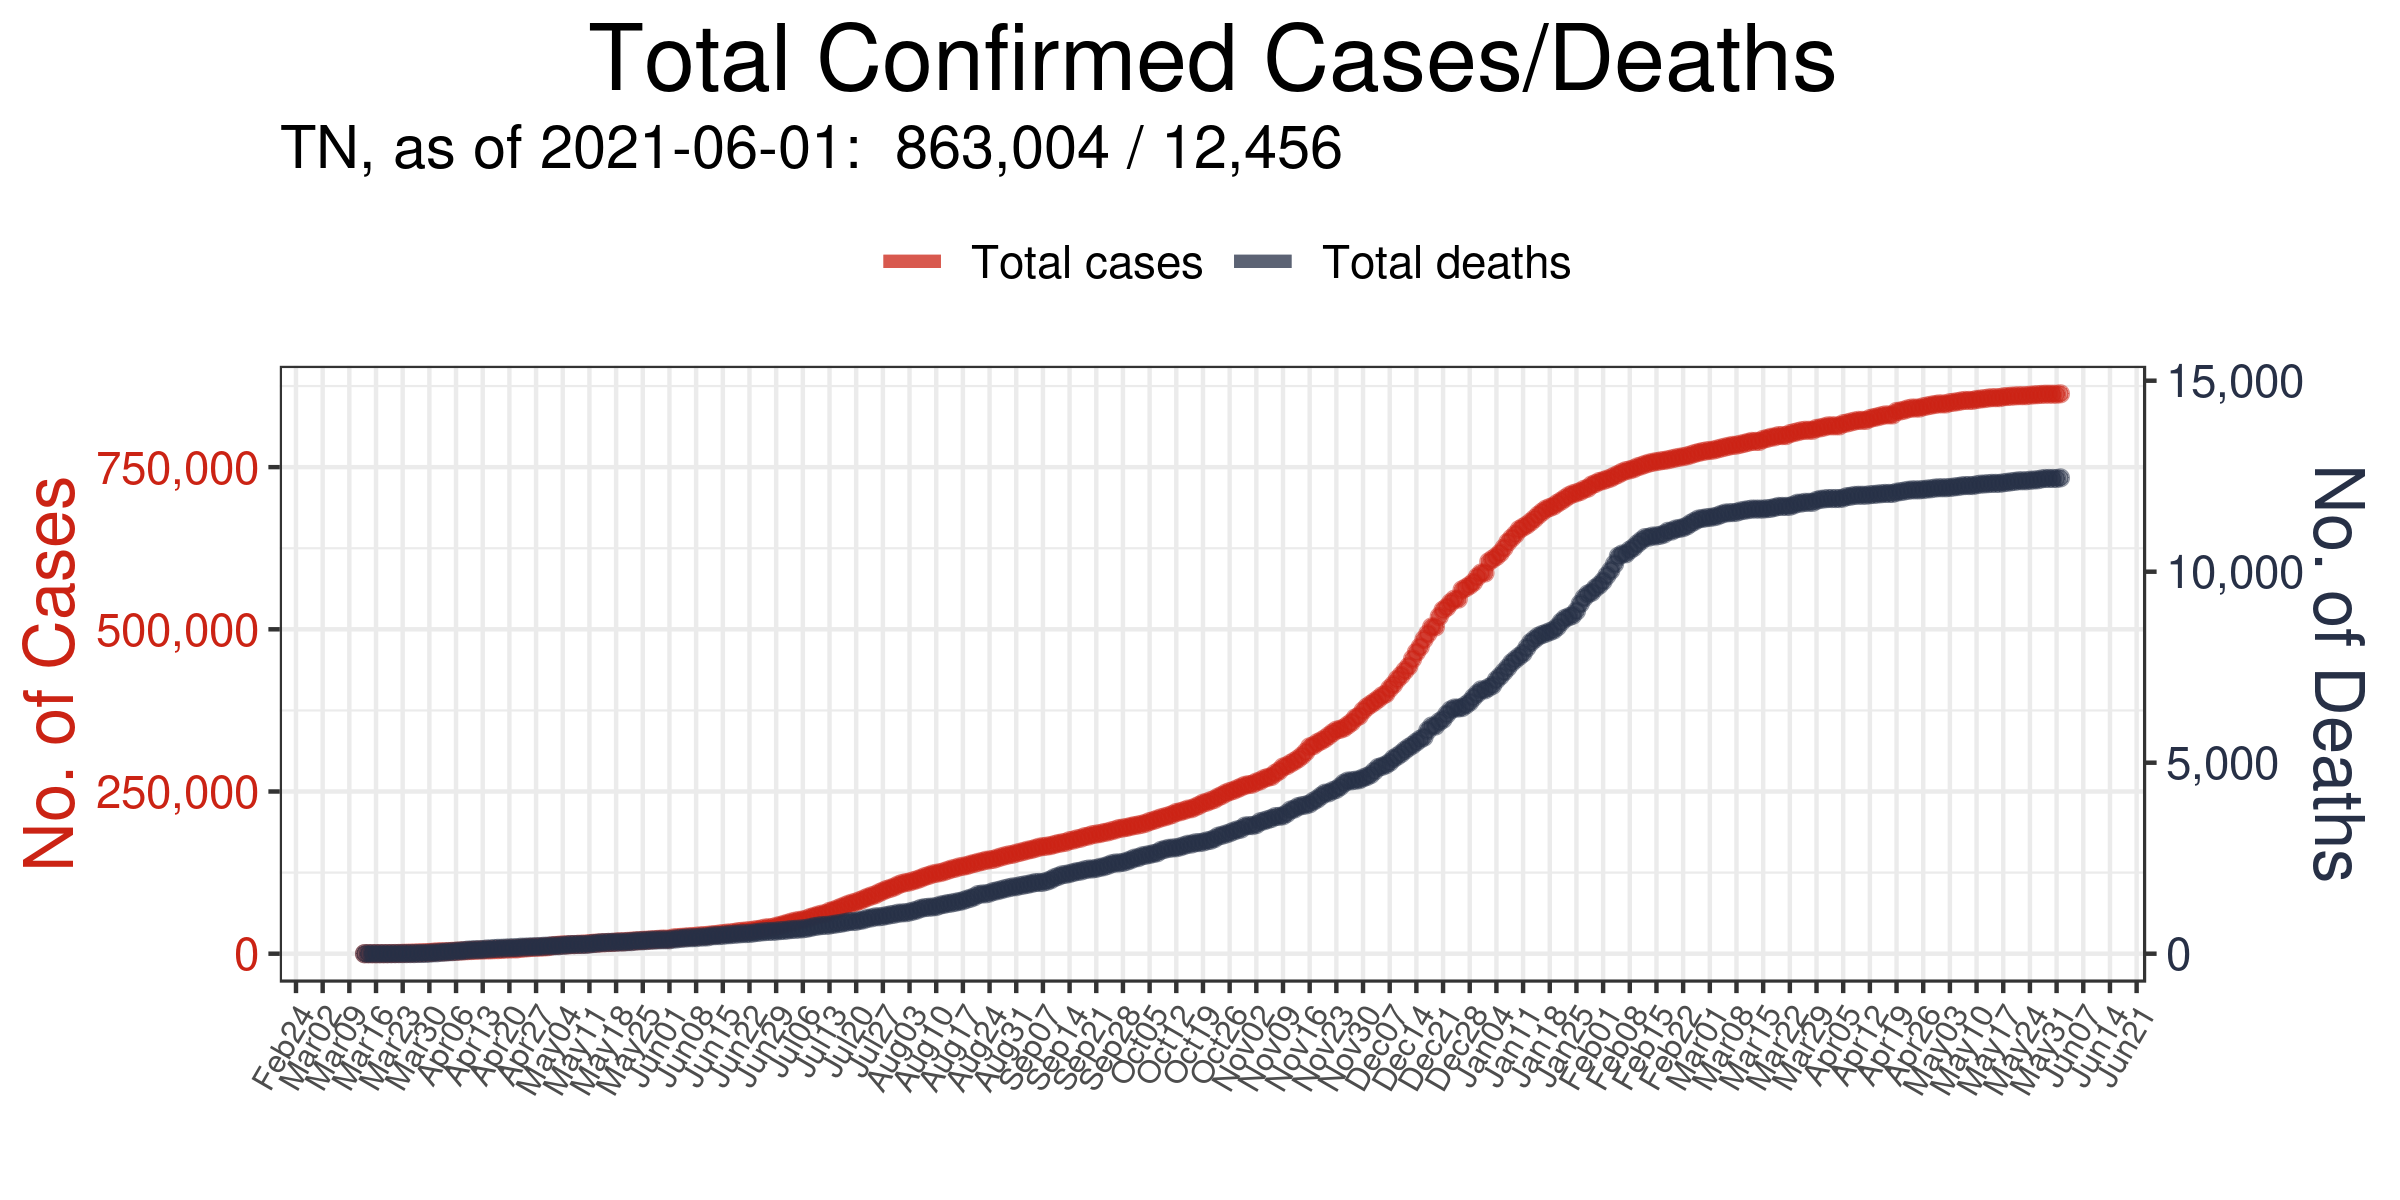 Total Confirmed Cases/Deaths
TN, as of 2021-06-01:  863,004 / 12,456
Total cases
Total deaths
No. of Cases
750,000
500,000
250,000
0
15,000
10,000
5,000
0
No. of Deaths
Feb24
Mar02
Mar09
Mar16
Mar23
Mar30
Apr06
Apr13
Apr20
Apr27
May04
May11
May18
May25
Jun01
Jun08
Jun15
Jun22
Jun29
Jul06
Jul13
Jul20
Jul27
Aug03
Aug10
Aug17
Aug24
Aug31
Sep07
Sep14
Sep21
Sep28
Oct05
Oct12
Oct19
Oct26
Nov02
Nov09
Nov16
Nov23
Nov30
Dec07
Dec14
Dec21
Dec28
Jan04
Jan11
Jan18
Jan25
Feb01
Feb08
Feb15
Feb22
Mar01
Mar08
Mar15
Mar22
Mar29
Apr05
Apr12
Apr19
Apr26
May03
May10
May17
May24
May31
Jun07
Jun14
Jun21